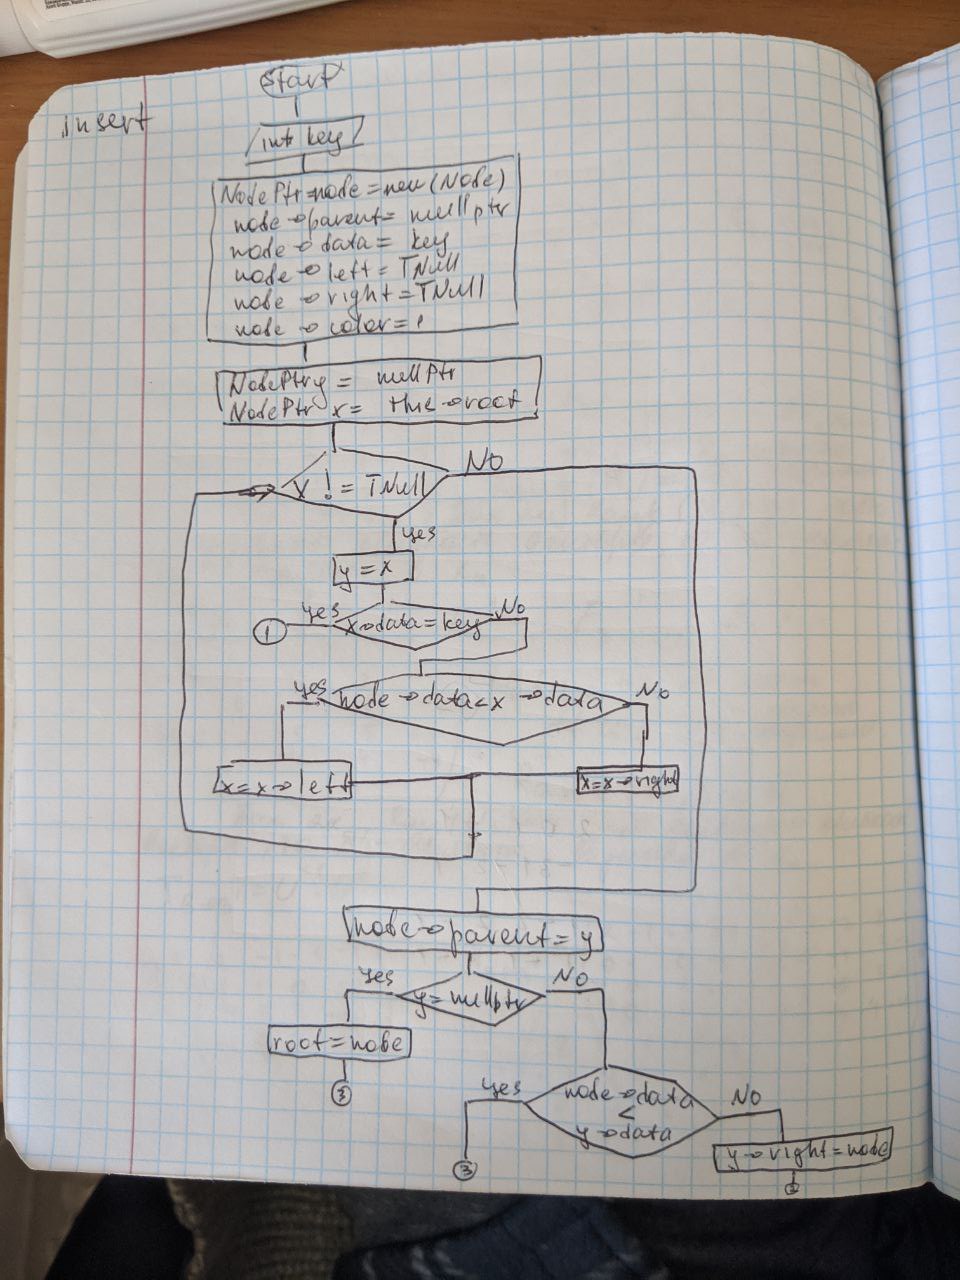 insert
start
int key
NodePtr node = new (Node)
node → parent = nullptr
node → data = key
node → left = TNull
node → right = TNull
node → color = 1
NodePtr y = nullptr
NodePtr x = this → root
x != TNull
No
yes
y = x
yes
No
1
x → data = key
yes
No
node → data < x → data
x = x → left
x = x → right
node → parent = y
yes
No
y = nullptr
root = node
3
yes
No
node → data
<
y → data
3
y → right = node
2